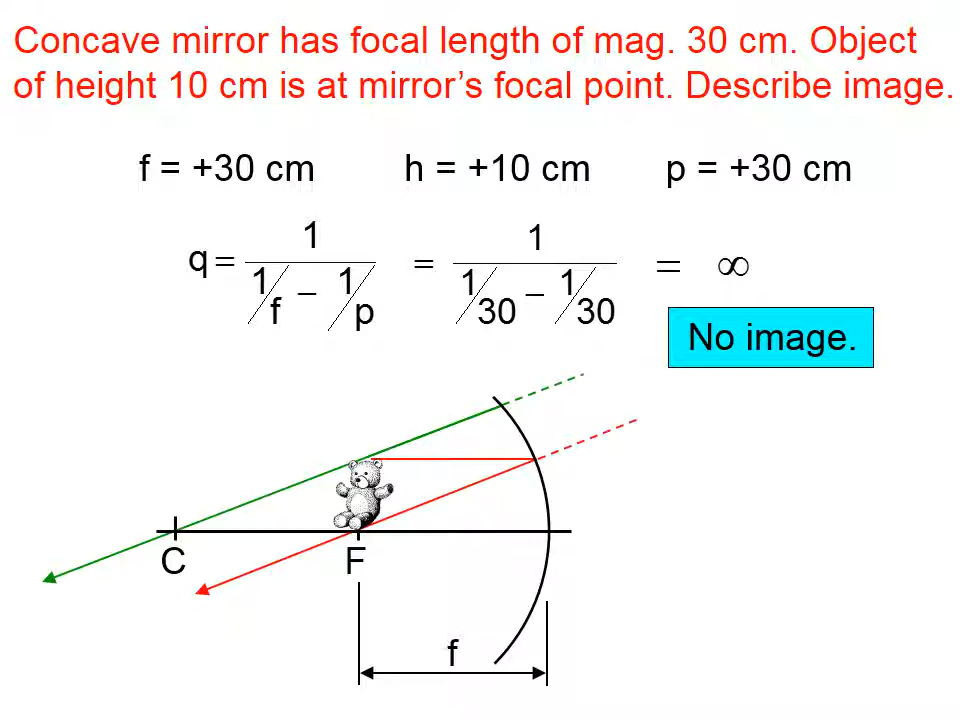 Concave mirror has focal length of mag. 30 cm. Object
of height 10 cm is at mirror's focal point. Describe image.
f = +30 cm h = +10 cm p = +30 cm
q = 1 / (1/f – 1/p) = 1 / (1/30 – 1/30) = ∞
No image.
C F
f